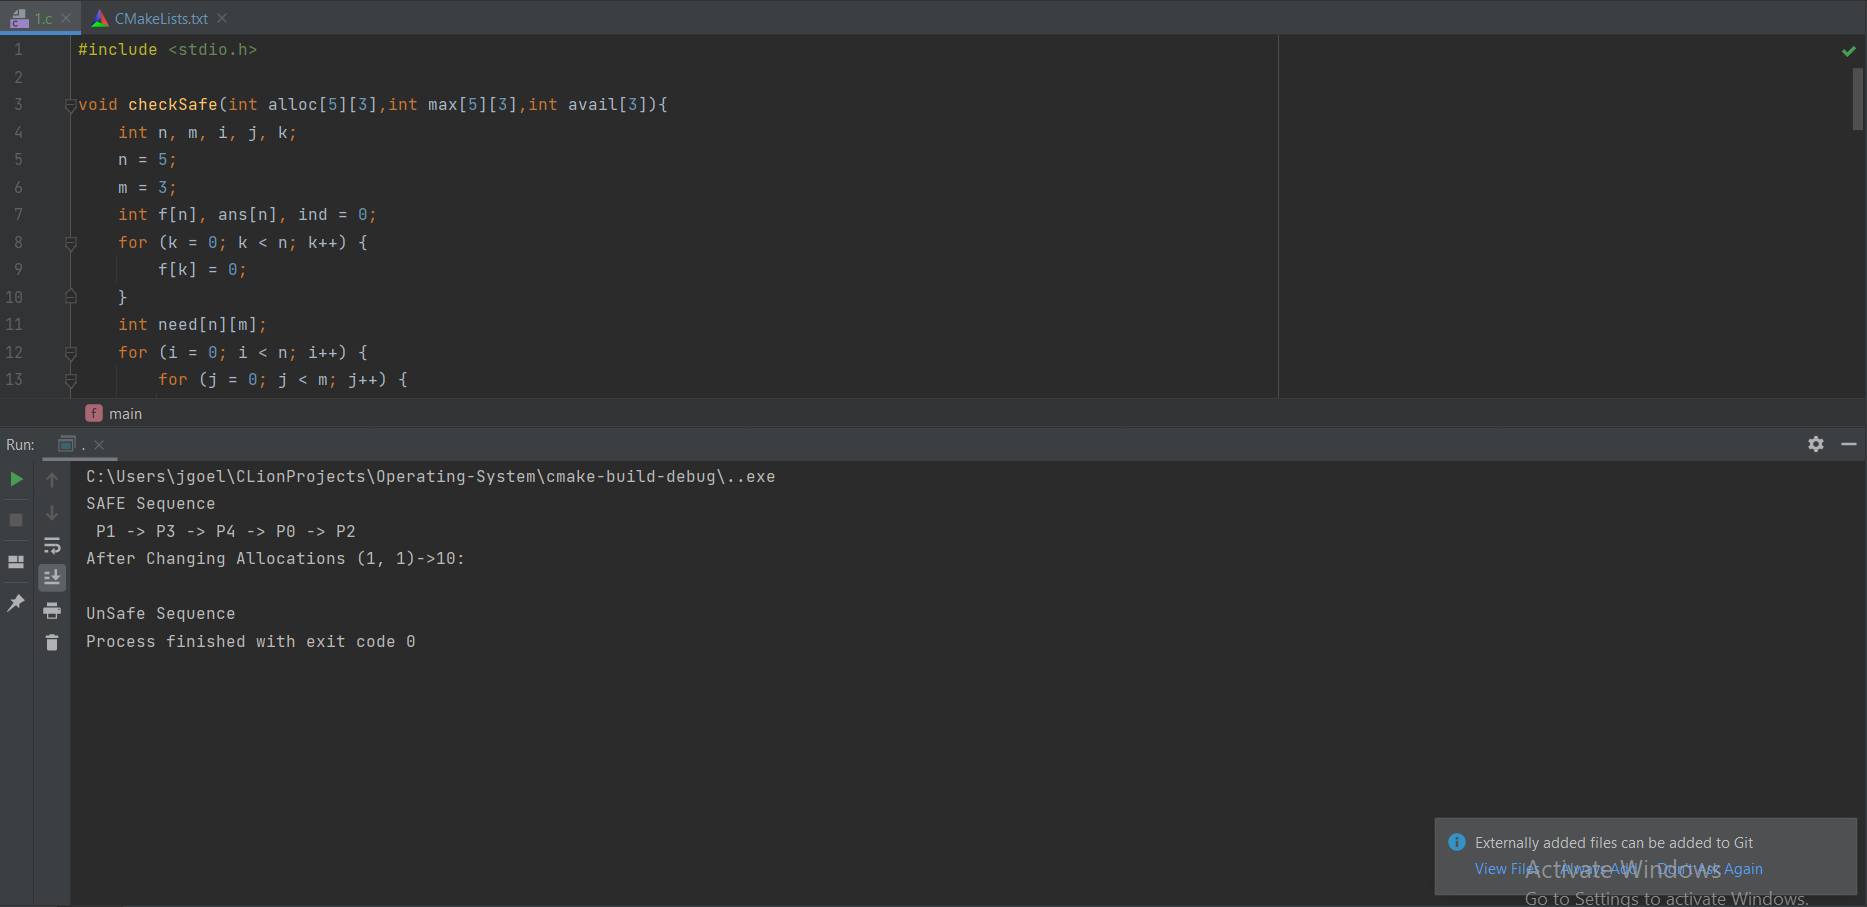 1.c
CMakeLists.txt
1 #include <stdio.h>
2
3 void checkSafe(int alloc[5][3],int max[5][3],int avail[3]){
4 int n, m, i, j, k;
5 n = 5;
6 m = 3;
7 int f[n], ans[n], ind = 0;
8 for (k = 0; k < n; k++) {
9 f[k] = 0;
10 }
11 int need[n][m];
12 for (i = 0; i < n; i++) {
13 for (j = 0; j < m; j++) {
f main
Run: .
C:\Users\jgoel\CLionProjects\Operating-System\cmake-build-debug\..exe
SAFE Sequence
P1 -> P3 -> P4 -> P0 -> P2
After Changing Allocations (1, 1)->10:
UnSafe Sequence
Process finished with exit code 0
Externally added files can be added to Git
View Files Always Add Don't Ask Again
Activate Windows
Go to Settings to activate Windows.